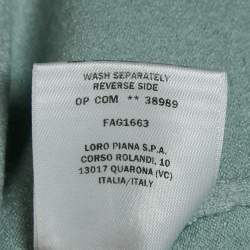 WASH SEPARATELY
REVERSE SIDE
OP COM ** 38989
FAG1663
LORO PIANA S.P.A.
CORSO ROLANDI, 10
13017 QUARONA (VC)
ITALIA/ITALY